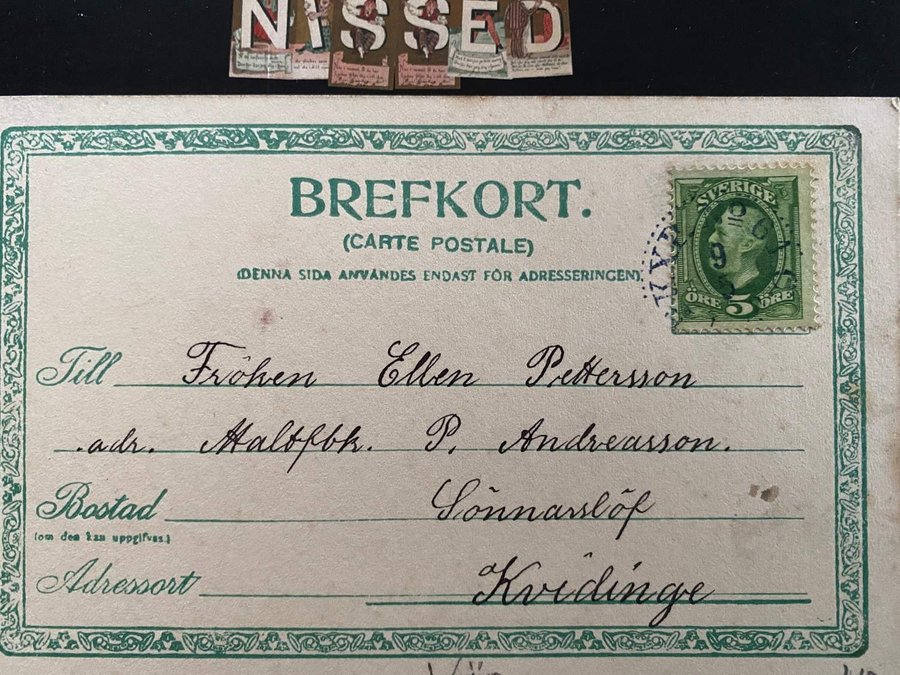 NISSED
BREFKORT.
(CARTE POSTALE)
(DENNA SIDA ANVÄNDES ENDAST FÖR ADRESSERINGEN).
SVERIGE
ÖRE 5 ÖRE
Till Fröken Ellen Pettersson
adr. Maltfbk. P. Andreasson.
Bostad Sönnarslöf
(om den kan uppgifvas.)
Adressort Kvidinge